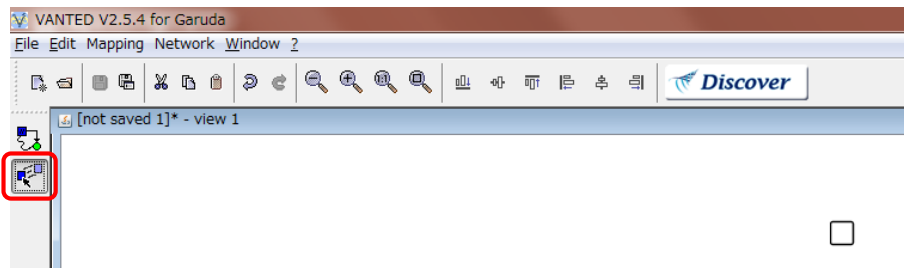 VANTED V2.5.4 for Garuda
File Edit Mapping Network Window ?
Discover
[not saved 1]* - view 1